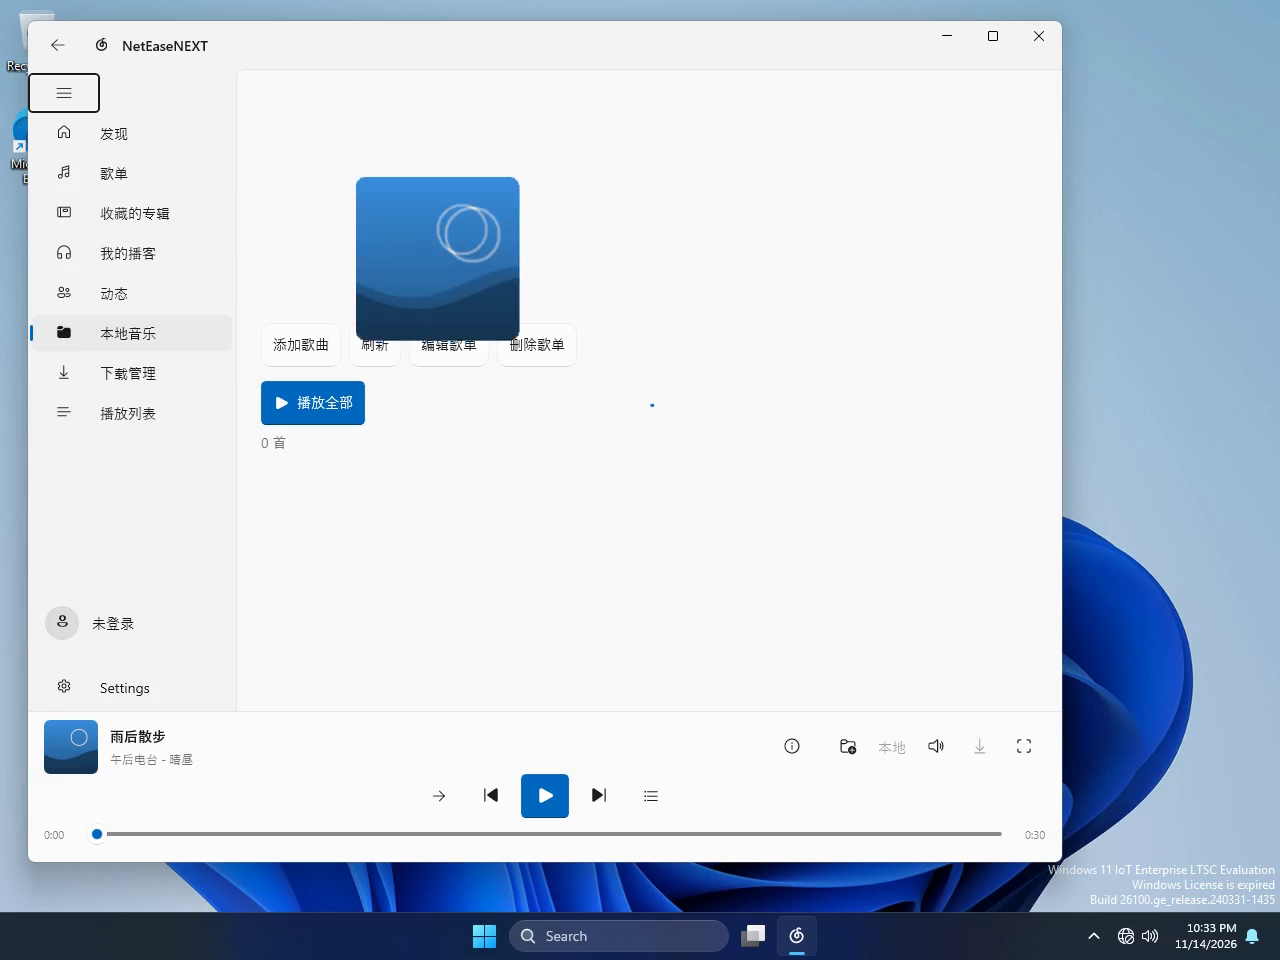 NetEaseNEXT
发现
歌单
收藏的专辑
我的播客
动态
本地音乐
下载管理
播放列表
未登录
Settings
添加歌曲
刷新
编辑歌单
删除歌单
播放全部
0 首
雨后散步
午后电台 - 晴昼
本地
0:00
0:30
Windows 11 IoT Enterprise LTSC Evaluation
Windows License is expired
Build 26100.ge_release.240331-1435
Search
10:33 PM
11/14/2026